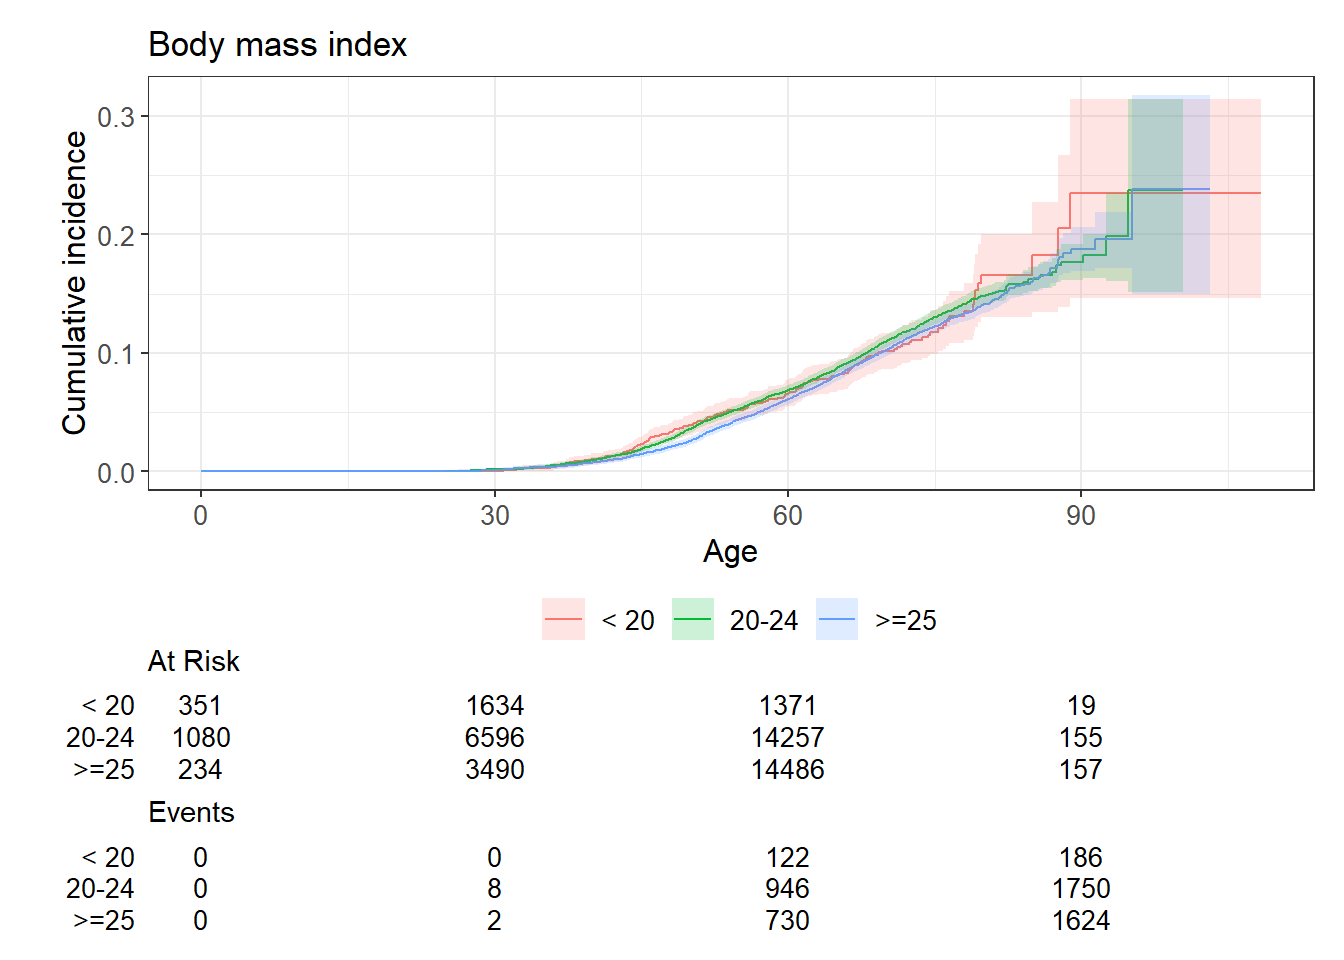 Body mass index
Cumulative incidence
0.3
0.2
0.1
0.0
0 30 60 90
Age
< 20 20-24 >=25
At Risk
< 20 351 1634 1371 19
20-24 1080 6596 14257 155
>=25 234 3490 14486 157
Events
< 20 0 0 122 186
20-24 0 8 946 1750
>=25 0 2 730 1624